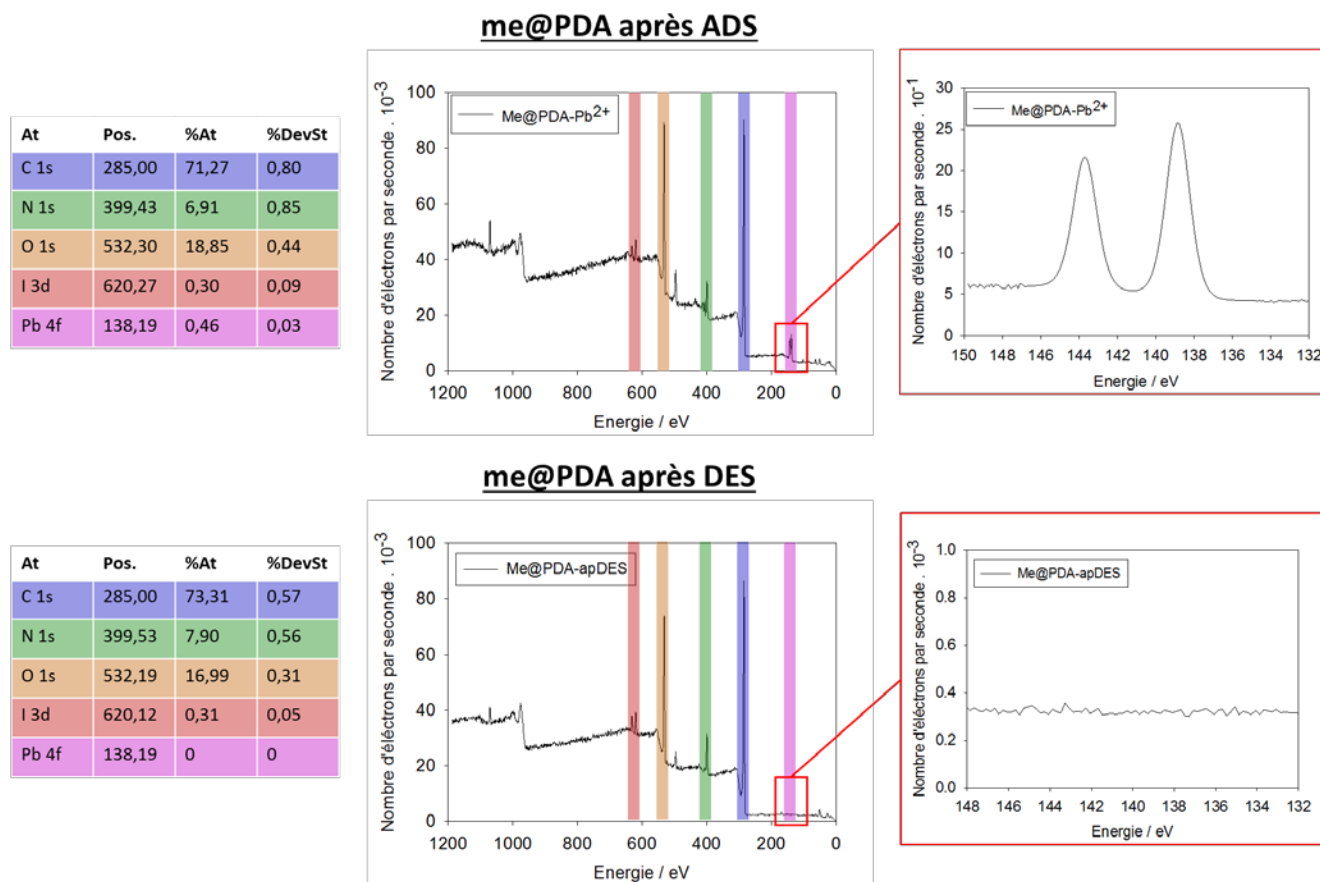 me@PDA après ADS
At Pos. %At %DevSt
C 1s 285,00 71,27 0,80
N 1s 399,43 6,91 0,85
O 1s 532,30 18,85 0,44
I 3d 620,27 0,30 0,09
Pb 4f 138,19 0,46 0,03
Nombre d'éléctrons par seconde . 10-3
100
80
60
40
20
0
Me@PDA-Pb2+
1200 1000 800 600 400 200 0
Energie / eV
Nombre d'éléctrons par seconde . 10-1
30
25
20
15
10
5
0
Me@PDA-Pb2+
150 148 146 144 142 140 138 136 134 132
Energie / eV
me@PDA après DES
At Pos. %At %DevSt
C 1s 285,00 73,31 0,57
N 1s 399,53 7,90 0,56
O 1s 532,19 16,99 0,31
I 3d 620,12 0,31 0,05
Pb 4f 138,19 0 0
Nombre d'éléctrons par seconde . 10-3
100
80
60
40
20
0
Me@PDA-apDES
1200 1000 800 600 400 200 0
Energie / eV
Nombre d'éléctrons par seconde . 10-3
1.0
0.8
0.6
0.4
0.2
0.0
Me@PDA-apDES
148 146 144 142 140 138 136 134 132
Energie / eV